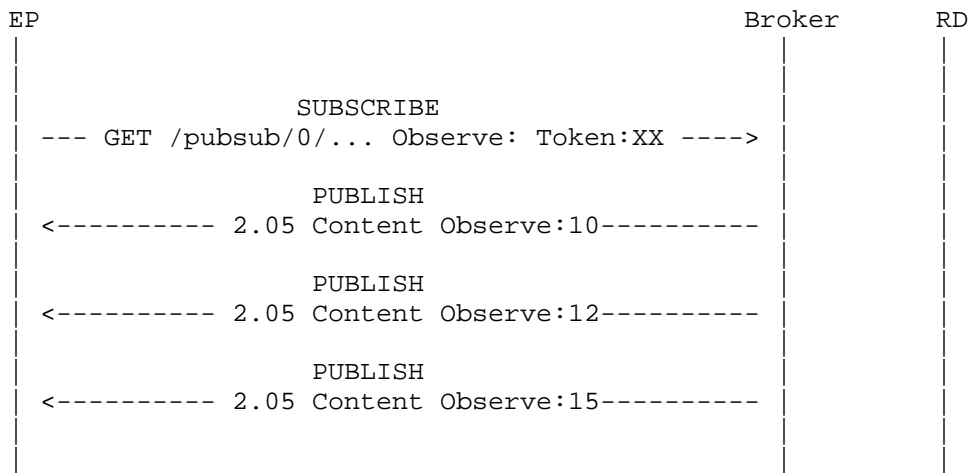 EP Broker RD
SUBSCRIBE
--- GET /pubsub/0/... Observe: Token:XX ---->
PUBLISH
<---------- 2.05 Content Observe:10----------
PUBLISH
<---------- 2.05 Content Observe:12----------
PUBLISH
<---------- 2.05 Content Observe:15----------